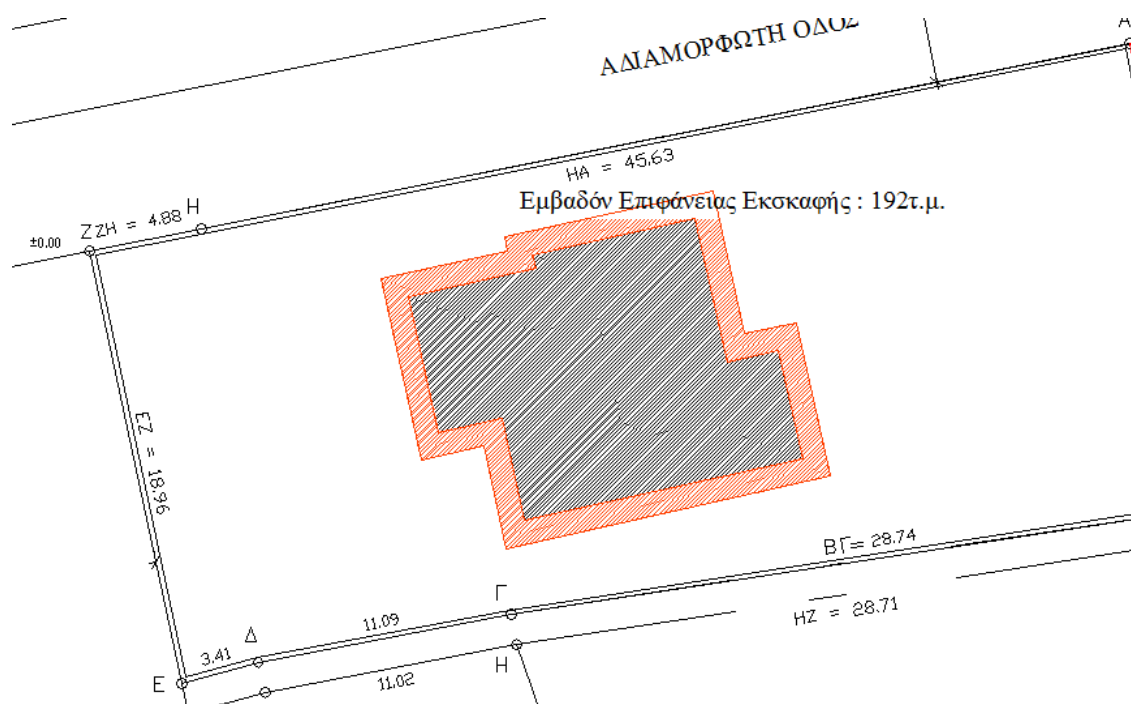 ΑΔΙΑΜΟΡΦΩΤΗ ΟΔΟΣ
Α
ΗΑ = 45.63
Εμβαδόν Επιφάνειας Εκσκαφής : 192τ.μ.
Η
Ζ ΖΗ = 4.88
±0.00
ΕΖ = 18.96
ΒΓ= 28.74
Γ
11.09
Δ
3.41
Ε
Η
ΗΖ = 28.71
11.02